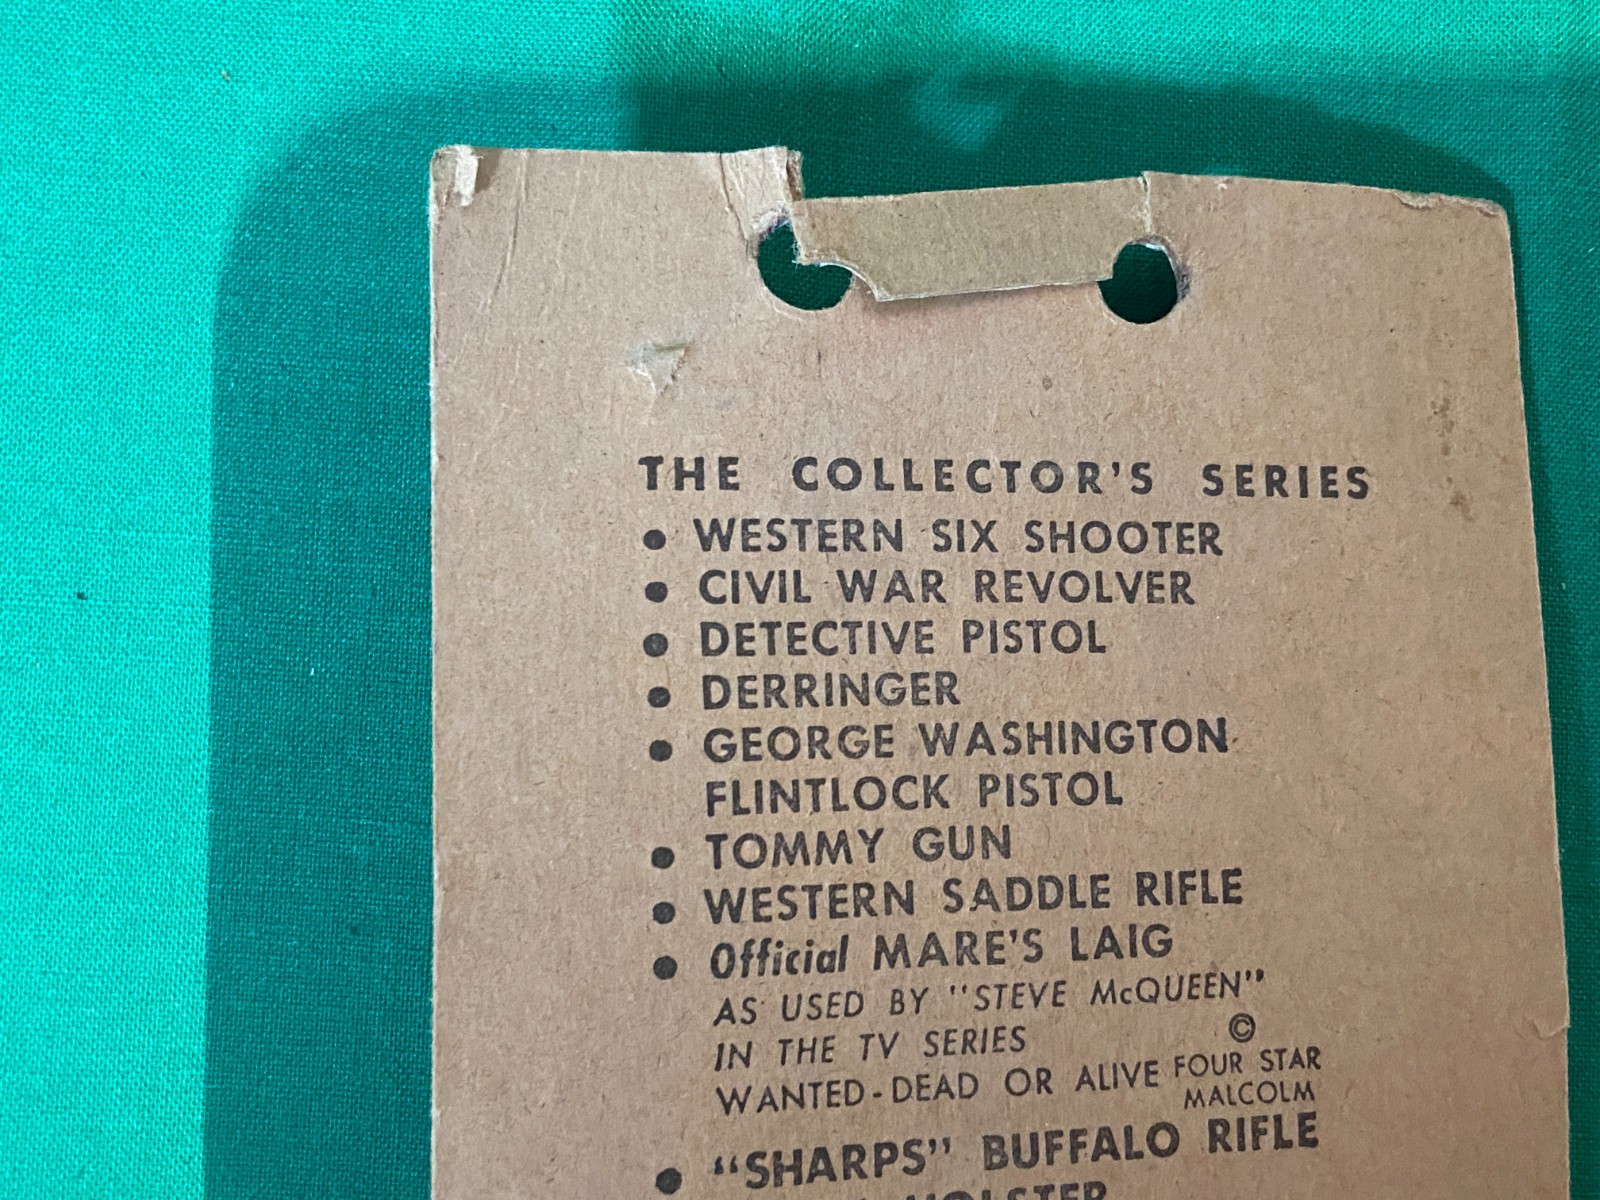 THE COLLECTOR'S SERIES
• WESTERN SIX SHOOTER
• CIVIL WAR REVOLVER
• DETECTIVE PISTOL
• DERRINGER
• GEORGE WASHINGTON
FLINTLOCK PISTOL
• TOMMY GUN
• WESTERN SADDLE RIFLE
• Official MARE'S LAIG
AS USED BY "STEVE McQUEEN"
IN THE TV SERIES ©
WANTED-DEAD OR ALIVE FOUR STAR
MALCOLM
• "SHARPS" BUFFALO RIFLE
HOLSTER